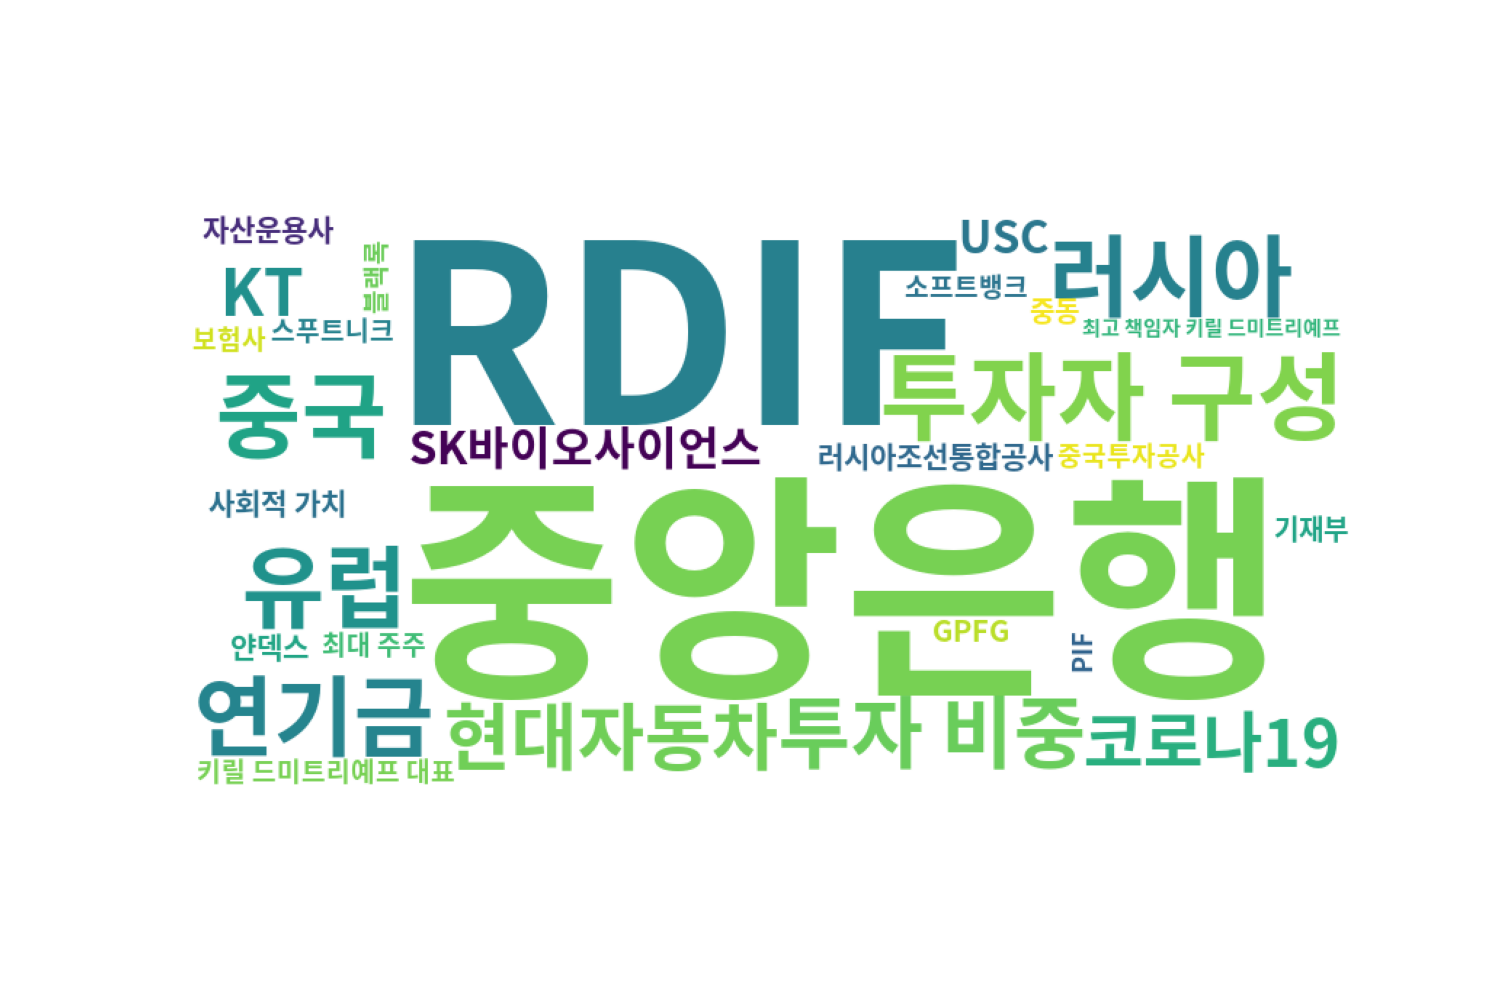 자산운용사
USC
러시아
RDIF
블랙록
KT
소프트뱅크
중동
최고 책임자 키릴 드미트리예프
보험사
스푸트니크
투자자 구성
중국
SK바이오사이언스
러시아조선통합공사
중국투자공사
사회적 가치
중앙은행
기재부
유럽
GPFG
PIF
얀덱스
최대 주주
연기금
현대자동차
투자 비중
코로나19
키릴 드미트리예프 대표